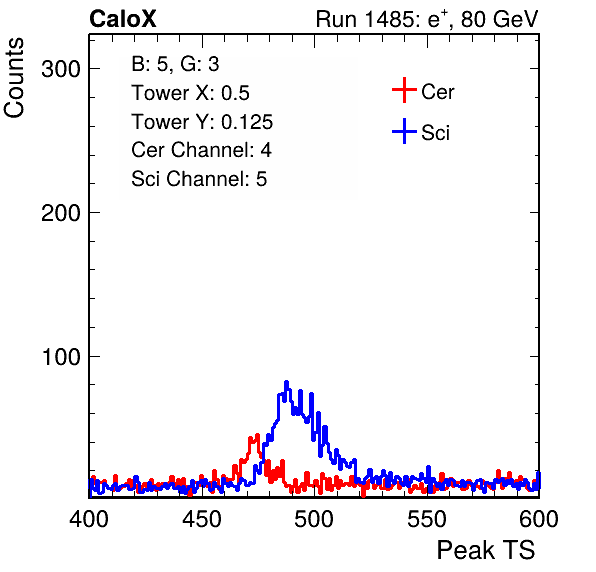 CaloX Run 1485: e⁺, 80 GeV
Counts
300
200
100
B: 5, G: 3
Tower X: 0.5
Tower Y: 0.125
Cer Channel: 4
Sci Channel: 5
Cer
Sci
400 450 500 550 600
Peak TS